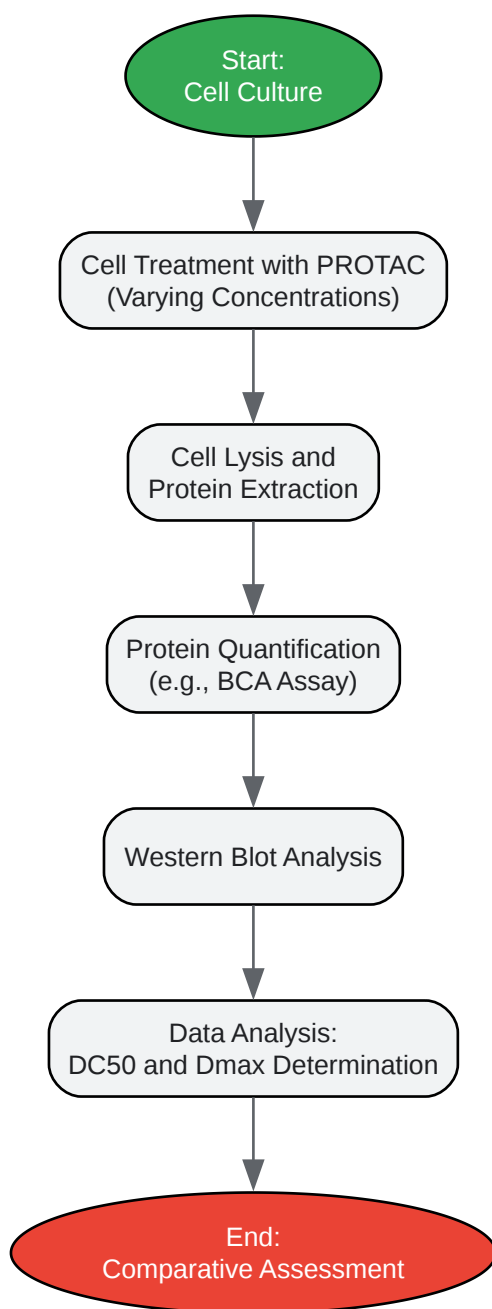 Start:
Cell Culture
Cell Treatment with PROTAC
(Varying Concentrations)
Cell Lysis and
Protein Extraction
Protein Quantification
(e.g., BCA Assay)
Western Blot Analysis
Data Analysis:
DC50 and Dmax Determination
End:
Comparative Assessment